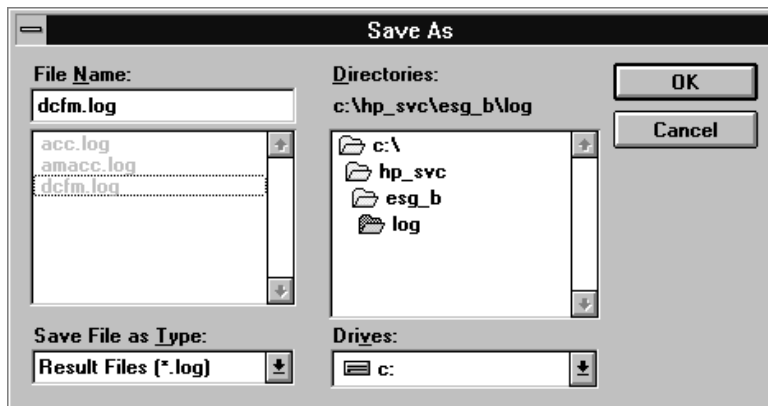 Save As
File Name:
dcfm.log
acc.log
amacc.log
dcfm.log
Save File as Type:
Result Files (*.log)
Directories:
c:\hp_svc\esg_b\log
c:\
hp_svc
esg_b
log
Drives:
c:
OK
Cancel